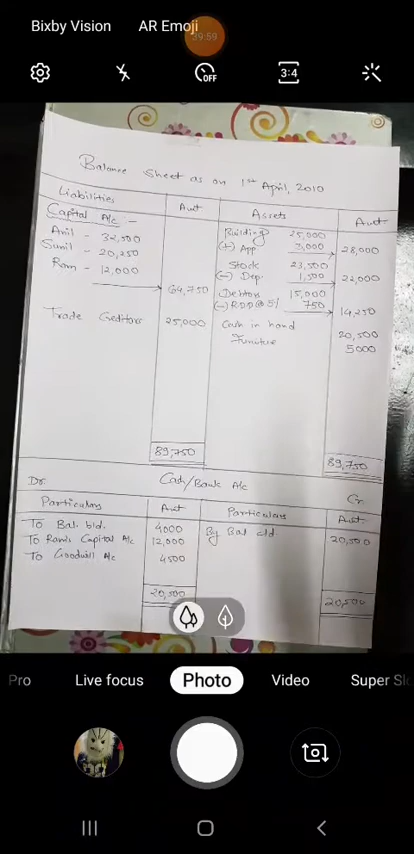 Bixby Vision AR Emoji
39:59
OFF
3:4
Balance Sheet as on 1st April, 2010
Liabilities Amt Assets Amt
Capital A/c -
Anil - 32,500
Sunil - 20,250
Ram - 12,000
64,750
Trade Creditors 25,000
89,750
Building 25,000
(+) App. 3,000 28,000
Stock 23,500
(-) Dep. 1,500 22,000
Debtors 15,000
(-) RDD@5% 750 14,250
Cash in hand 20,500
Furniture 5000
89,750
Dr. Cash/Bank A/c Cr
Particulars Amt Particulars Amt
To Bal. b/d. 4000 By Bal c/d. 20,500
To Ram's Capital A/c 12,000
To Goodwill A/c 4500
20,500 20,500
Pro Live focus Photo Video Super Sl